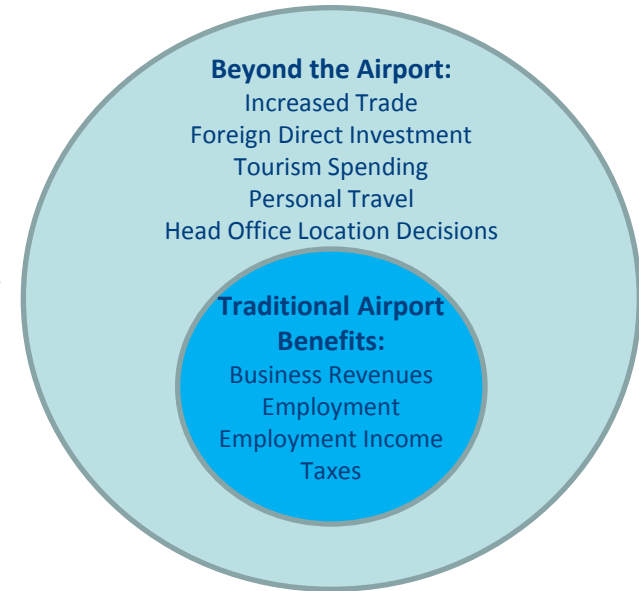 Beyond the Airport:
Increased Trade
Foreign Direct Investment
Tourism Spending
Personal Travel
Head Office Location Decisions
Traditional Airport
Benefits:
Business Revenues
Employment
Employment Income
Taxes